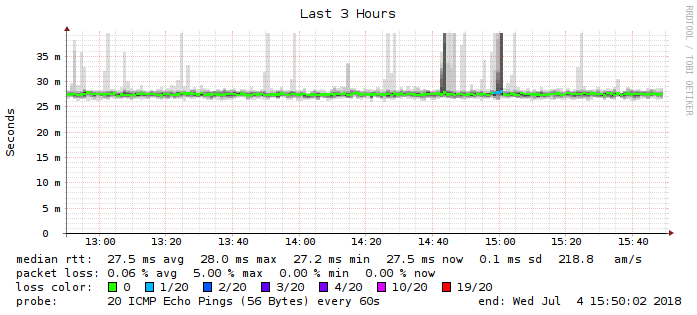 Last 3 Hours
RRDTOOL / TOBI OETIKER
Seconds
35 m
30 m
25 m
20 m
15 m
10 m
5 m
0
13:00 13:20 13:40 14:00 14:20 14:40 15:00 15:20 15:40
median rtt: 27.5 ms avg 28.0 ms max 27.2 ms min 27.5 ms now 0.1 ms sd 218.8 am/s
packet loss: 0.06 % avg 5.00 % max 0.00 % min 0.00 % now
loss color: 0 1/20 2/20 3/20 4/20 10/20 19/20
probe: 20 ICMP Echo Pings (56 Bytes) every 60s end: Wed Jul 4 15:50:02 2018